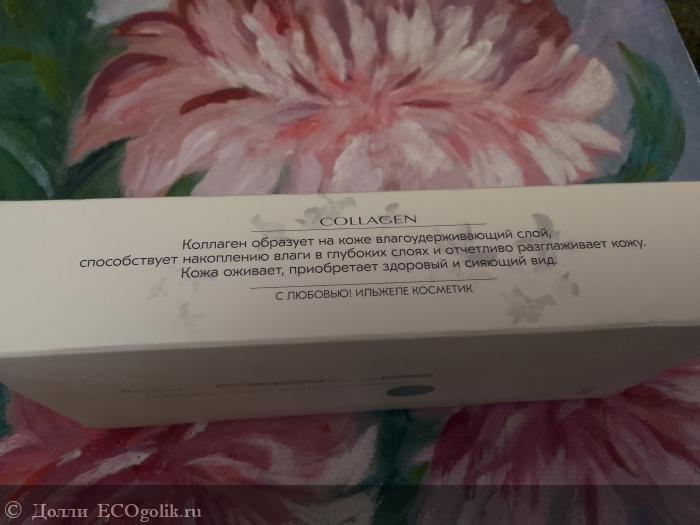 COLLAGEN
Коллаген образует на коже влагоудерживающий слой,
способствует накоплению влаги в глубоких слоях и отчетливо разглаживает кожу.
Кожа оживает, приобретает здоровый и сияющий вид.
С ЛЮБОВЬЮ! ИЛЬЖЕЛЕ КОСМЕТИК
© Долли ECOgolik.ru